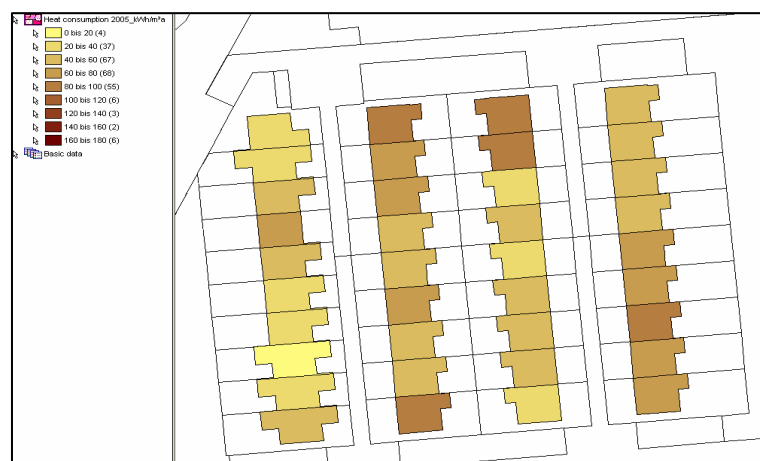 Heat consumption 2005_kWh/m²a
0 bis 20 (4)
20 bis 40 (37)
40 bis 60 (67)
60 bis 80 (68)
80 bis 100 (55)
100 bis 120 (6)
120 bis 140 (3)
140 bis 160 (2)
160 bis 180 (6)
Basic data